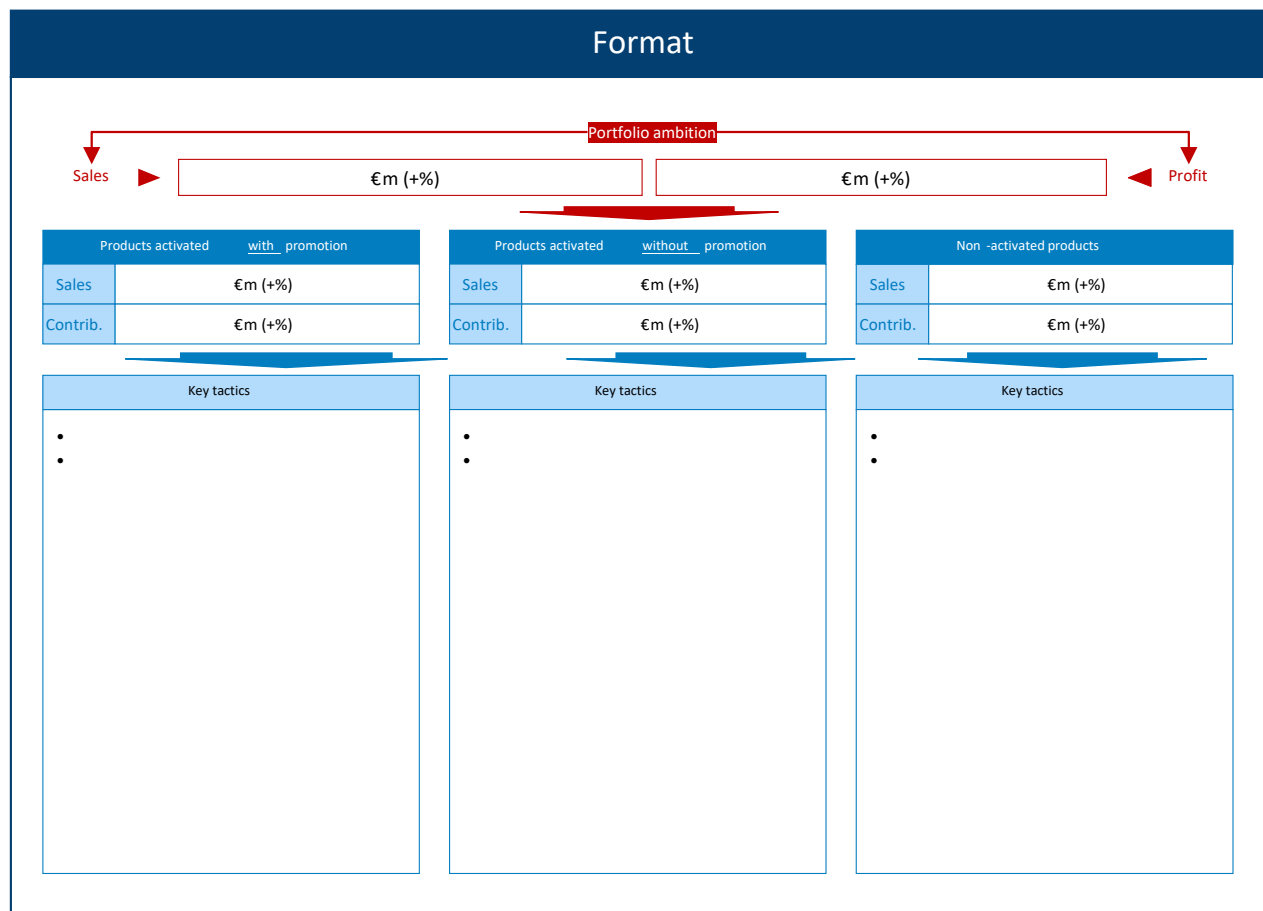 Format
Portfolio ambition
Sales €m (+%) €m (+%) Profit
Products activated with promotion
Sales €m (+%)
Contrib. €m (+%)
Key tactics
•
•
Products activated without promotion
Sales €m (+%)
Contrib. €m (+%)
Key tactics
•
•
Non -activated products
Sales €m (+%)
Contrib. €m (+%)
Key tactics
•
•